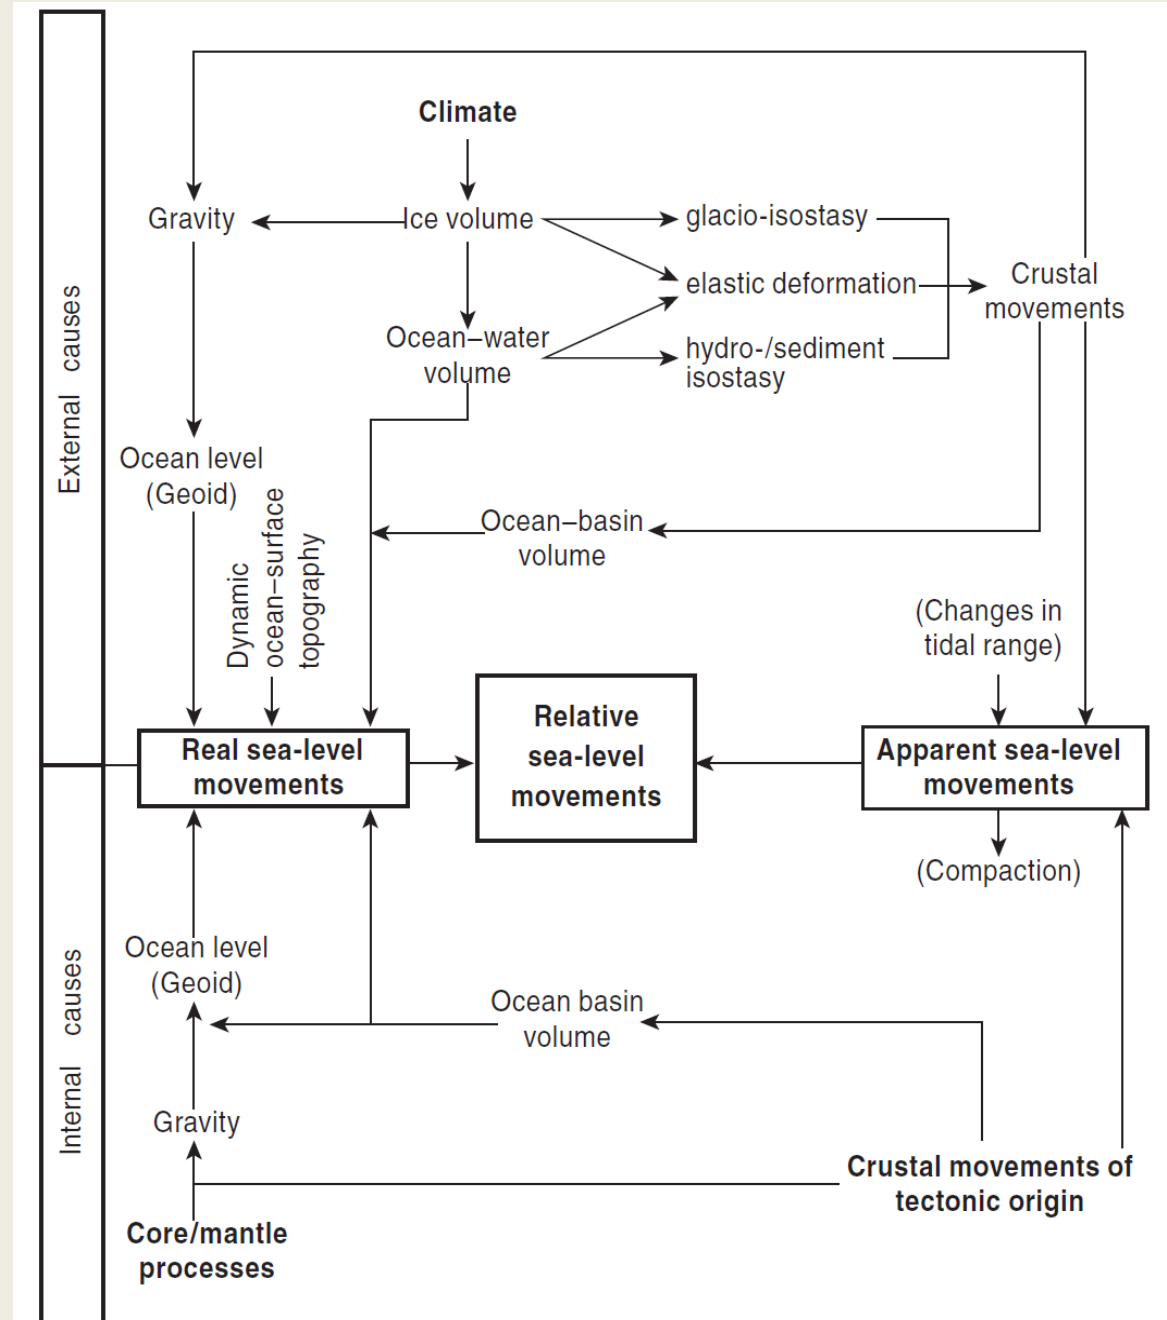 External causes
Climate
Gravity
Ice volume
glacio-isostasy
elastic deformation
Crustal
movements
Ocean–water
volume
hydro-/sediment
isostasy
Ocean level
(Geoid)
Dynamic
ocean–surface
topography
Ocean–basin
volume
(Changes in
tidal range)
Real sea-level
movements
Relative
sea-level
movements
Apparent sea-level
movements
(Compaction)
Internal causes
Ocean level
(Geoid)
Ocean basin
volume
Gravity
Crustal movements of
tectonic origin
Core/mantle
processes